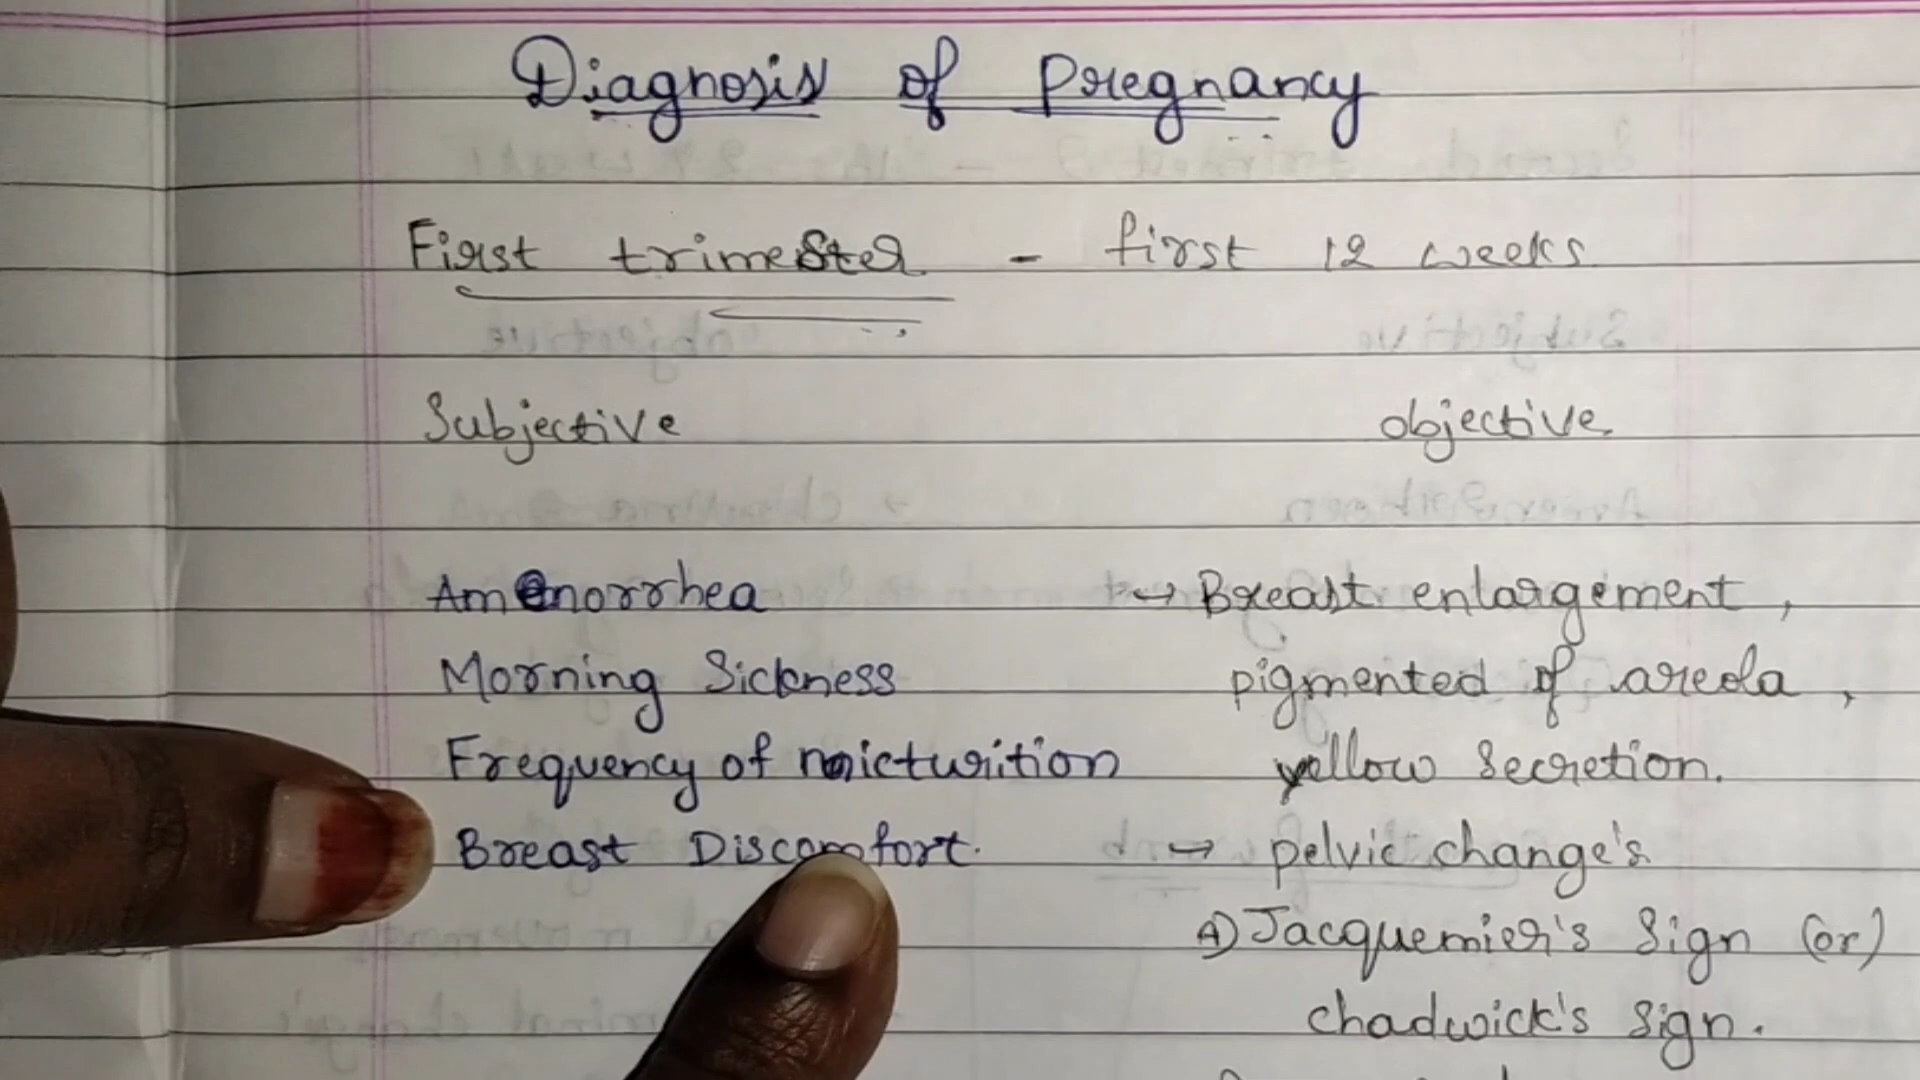 Diagnosis of Pregnancy
First trimester - first 12 weeks
Subjective objective.
Amenorrhea → Breast enlargement,
Morning Sickness pigmented of areola,
Frequency of micturition yellow secretion.
Breast Discomfort. → pelvic change's
A) Jacquemier's Sign (or)
chadwick's sign.